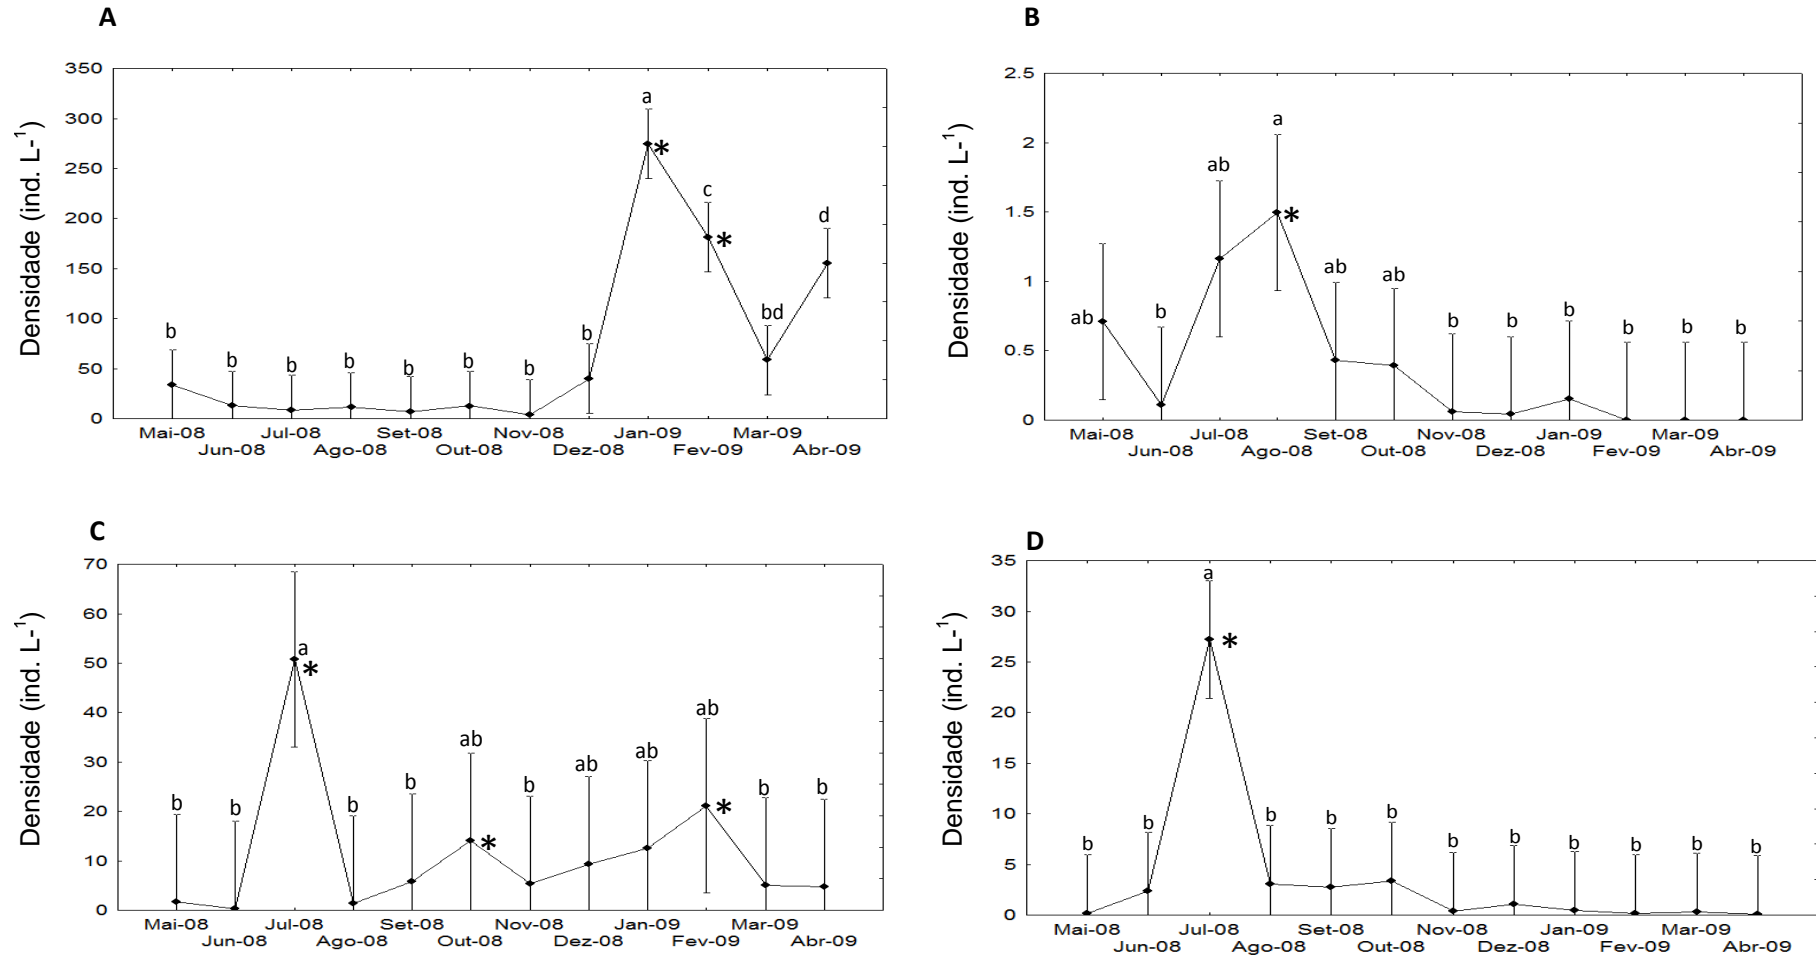 A
Densidade (ind. L-1)
350
300
250
200
150
100
50
0
b
b
b
b
b
b
b
b
a
*
c
*
bd
d
Mai-08
Jun-08
Jul-08
Ago-08
Set-08
Out-08
Nov-08
Dez-08
Jan-09
Fev-09
Mar-09
Abr-09
B
Densidade (ind. L-1)
2.5
2
1.5
1
0.5
0
ab
b
ab
a
*
ab
ab
b
b
b
b
b
b
Mai-08
Jun-08
Jul-08
Ago-08
Set-08
Out-08
Nov-08
Dez-08
Jan-09
Fev-09
Mar-09
Abr-09
C
Densidade (ind. L-1)
70
60
50
40
30
20
10
0
b
b
a
*
b
b
ab
*
b
ab
ab
ab
*
b
b
Mai-08
Jun-08
Jul-08
Ago-08
Set-08
Out-08
Nov-08
Dez-08
Jan-09
Fev-09
Mar-09
Abr-09
D
Densidade (ind. L-1)
35
30
25
20
15
10
5
0
b
b
a
*
b
b
b
b
b
b
b
b
b
Mai-08
Jun-08
Jul-08
Ago-08
Set-08
Out-08
Nov-08
Dez-08
Jan-09
Fev-09
Mar-09
Abr-09